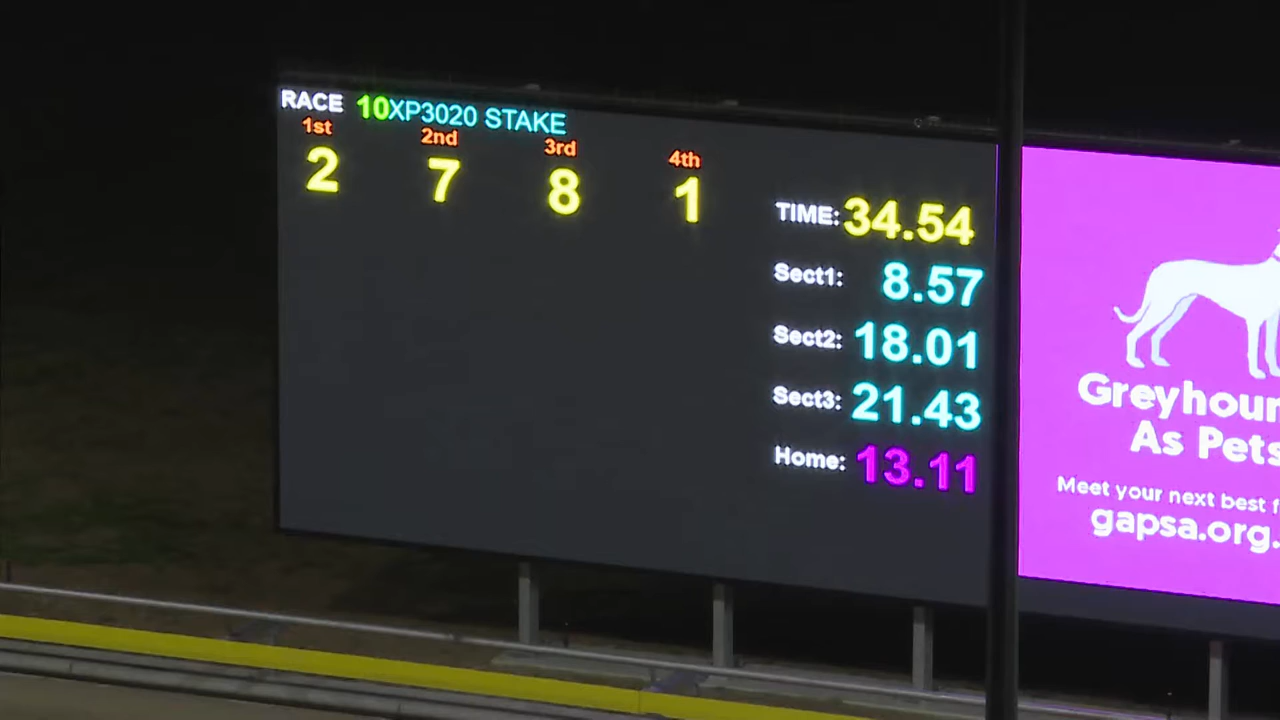 RACE 10XP3020 STAKE
1st 2nd 3rd 4th
2 7 8 1
TIME: 34.54
Sect1: 8.57
Sect2: 18.01
Sect3: 21.43
Home: 13.11
Greyhoun
As Pets
Meet your next best f
gapsa.org.